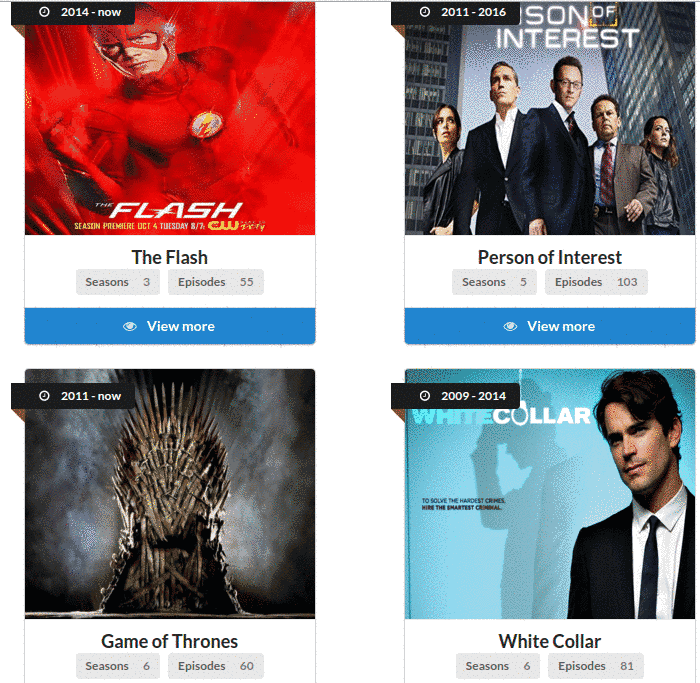 2014 - now
THE FLASH
SEASON PREMIERE OCT 4 TUESDAY 8/7c CW
The Flash
Seasons 3 Episodes 55
View more
2011 - 2016
SON OF
INTEREST
Person of Interest
Seasons 5 Episodes 103
View more
2011 - now
Game of Thrones
Seasons 6 Episodes 60
2009 - 2014
WHITE COLLAR
TO SOLVE THE HARDEST CRIMES,
HIRE THE SMARTEST CRIMINAL.
White Collar
Seasons 6 Episodes 81